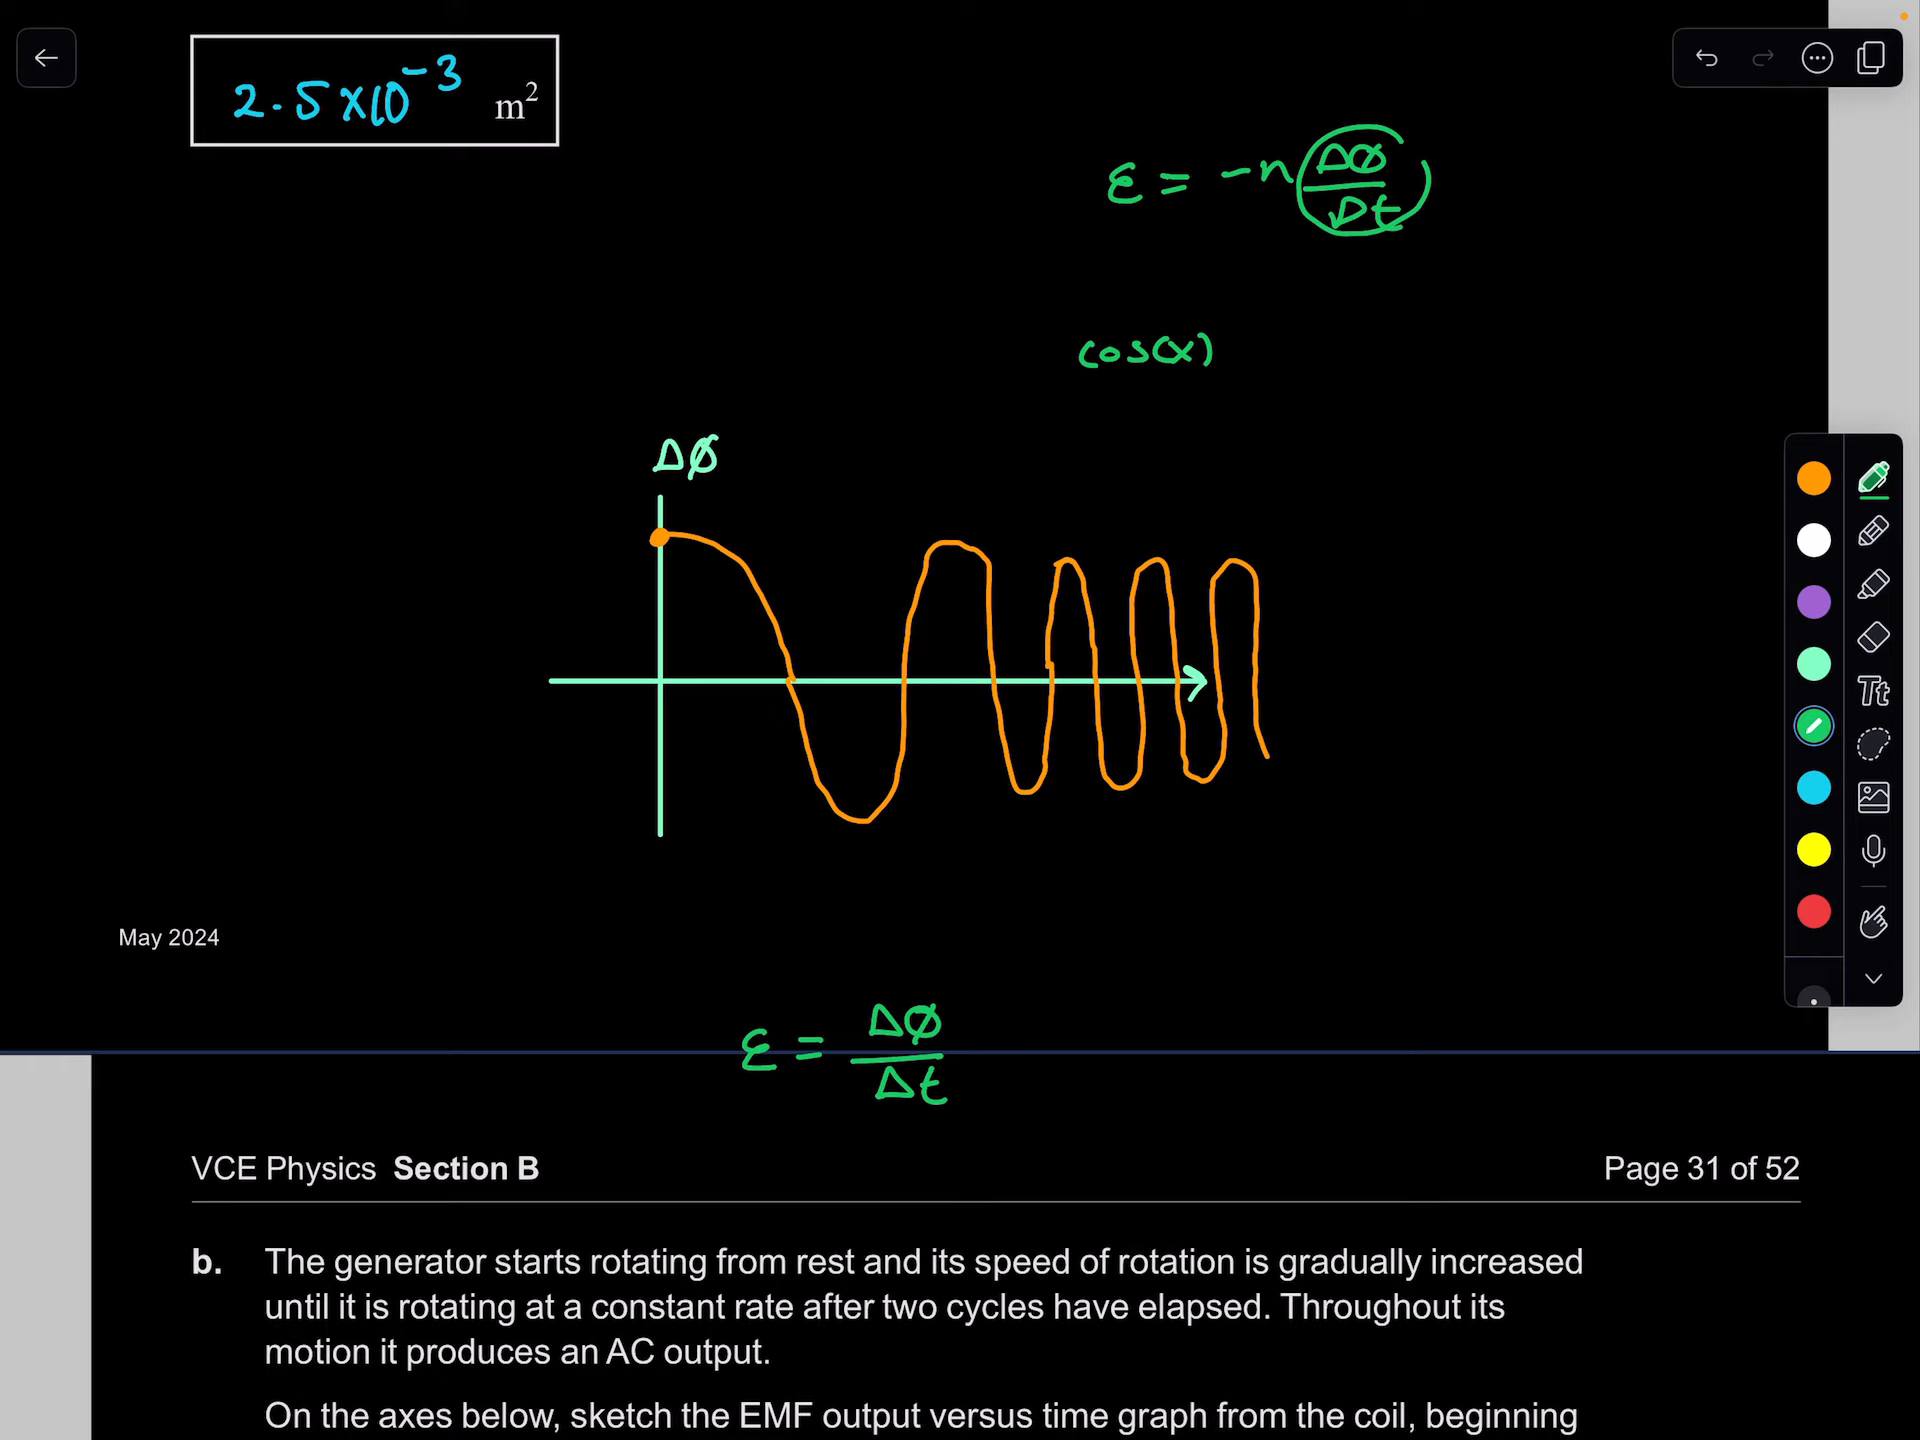 2.5×10⁻³ m²
ε = -n(Δφ/Δt)
cos(x)
Δφ
May 2024
ε = Δφ/Δt
VCE Physics Section B Page 31 of 52
b. The generator starts rotating from rest and its speed of rotation is gradually increased
until it is rotating at a constant rate after two cycles have elapsed. Throughout its
motion it produces an AC output.
On the axes below, sketch the EMF output versus time graph from the coil, beginning
Tt